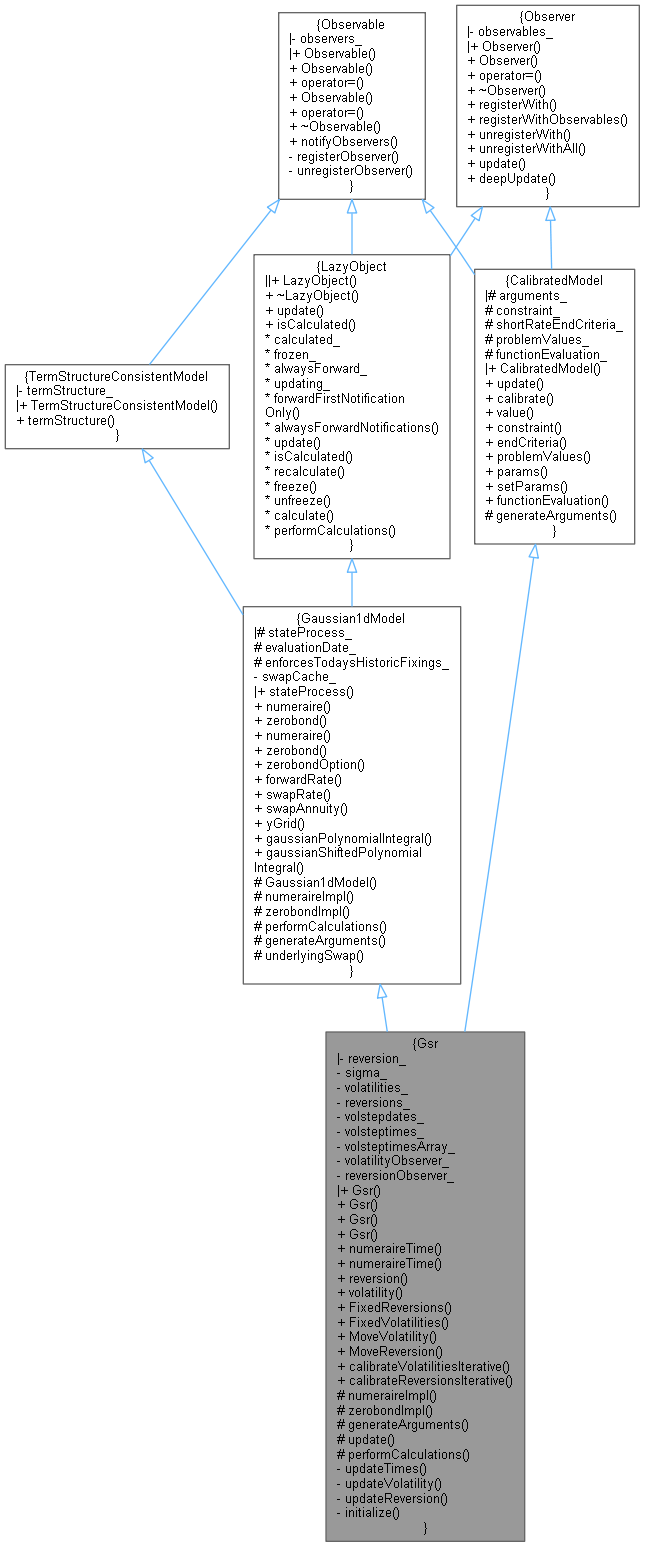 {Observable
|- observers_
|+ Observable()
+ Observable()
+ operator=()
+ Observable()
+ operator=()
+ ~Observable()
+ notifyObservers()
- registerObserver()
- unregisterObserver()
}
{Observer
|- observables_
|+ Observer()
+ Observer()
+ operator=()
+ ~Observer()
+ registerWith()
+ registerWithObservables()
+ unregisterWith()
+ unregisterWithAll()
+ update()
+ deepUpdate()
}
{LazyObject
||+ LazyObject()
+ ~LazyObject()
+ update()
+ isCalculated()
* calculated_
* frozen_
* alwaysForward_
* updating_
* forwardFirstNotification
Only()
* alwaysForwardNotifications()
* update()
* isCalculated()
* recalculate()
* freeze()
* unfreeze()
* calculate()
* performCalculations()
}
{CalibratedModel
|# arguments_
# constraint_
# shortRateEndCriteria_
# problemValues_
# functionEvaluation_
|+ CalibratedModel()
+ update()
+ calibrate()
+ value()
+ constraint()
+ endCriteria()
+ problemValues()
+ params()
+ setParams()
+ functionEvaluation()
# generateArguments()
}
{TermStructureConsistentModel
|- termStructure_
|+ TermStructureConsistentModel()
+ termStructure()
}
{Gaussian1dModel
|# stateProcess_
# evaluationDate_
# enforcesTodaysHistoricFixings_
- swapCache_
|+ stateProcess()
+ numeraire()
+ zerobond()
+ numeraire()
+ zerobond()
+ zerobondOption()
+ forwardRate()
+ swapRate()
+ swapAnnuity()
+ yGrid()
+ gaussianPolynomialIntegral()
+ gaussianShiftedPolynomial
Integral()
# Gaussian1dModel()
# numeraireImpl()
# zerobondImpl()
# performCalculations()
# generateArguments()
# underlyingSwap()
}
{Gsr
|- reversion_
- sigma_
- volatilities_
- reversions_
- volstepdates_
- volsteptimes_
- volsteptimesArray_
- volatilityObserver_
- reversionObserver_
|+ Gsr()
+ Gsr()
+ Gsr()
+ Gsr()
+ numeraireTime()
+ numeraireTime()
+ reversion()
+ volatility()
+ FixedReversions()
+ FixedVolatilities()
+ MoveVolatility()
+ MoveReversion()
+ calibrateVolatilitiesIterative()
+ calibrateReversionsIterative()
# numeraireImpl()
# zerobondImpl()
# generateArguments()
# update()
# performCalculations()
- updateTimes()
- updateVolatility()
- updateReversion()
- initialize()
}